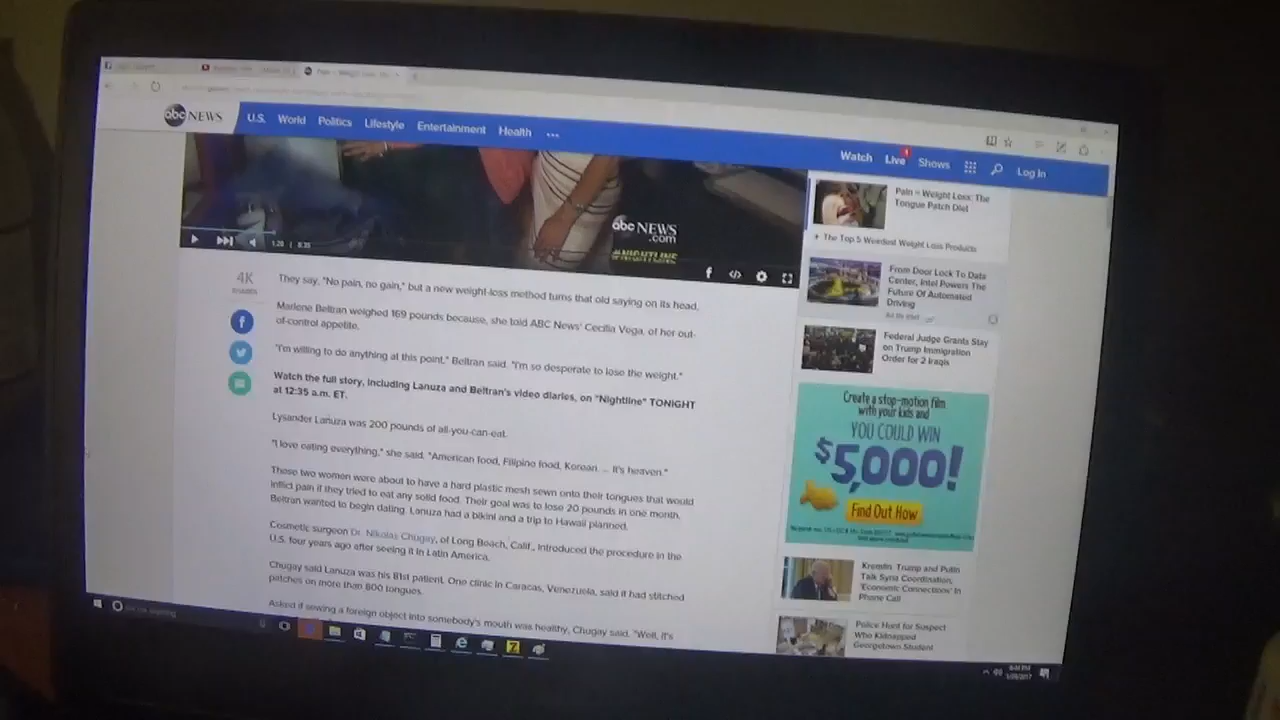 Pain = Weight Loss: The
abc NEWS
U.S. World Politics Lifestyle Entertainment Health ...
Watch Live Shows Log In
abc NEWS
.com
#NIGHTLINE
1:20 | 8:35
4K
They say, "No pain, no gain," but a new weight-loss method turns that old saying on its head.
Marlene Beltran weighed 169 pounds because, she told ABC News' Cecilia Vega, of her out-
of-control appetite.
"I'm willing to do anything at this point," Beltran said. "I'm so desperate to lose the weight."
Watch the full story, including Lanuza and Beltran's video diaries, on "Nightline" TONIGHT
at 12:35 a.m. ET.
Lysander Lanuza was 200 pounds of all-you-can-eat.
"I love eating everything," she said. "American food, Filipino food, Korean. ... It's heaven."
These two women were about to have a hard plastic mesh sewn onto their tongues that would
inflict pain if they tried to eat any solid food. Their goal was to lose 20 pounds in one month.
Beltran wanted to begin dating. Lanuza had a bikini and a trip to Hawaii planned.
Cosmetic surgeon Dr. Nikolas Chugay, of Long Beach, Calif., introduced the procedure in the
U.S. four years ago after seeing it in Latin America.
Chugay said Lanuza was his 81st patient. One clinic in Caracas, Venezuela, said it had stitched
patches on more than 600 tongues.
Asked if sewing a foreign object into somebody's mouth was healthy, Chugay said. "Well, it's
Pain = Weight Loss: The
Tongue Patch Diet
+ The Top 5 Weirdest Weight Loss Products
From Door Lock To Data
Center, Intel Powers The
Future Of Automated
Driving
Ad By Intel
Federal Judge Grants Stay
on Trump Immigration
Order for 2 Iraqis
Create a stop-motion film
with your kids and
YOU COULD WIN
$5,000!
Find Out How
Kremlin: Trump and Putin
Talk Syria Coordination,
'Economic Connections' in
Phone Call
Police Hunt for Suspect
Who Kidnapped
Georgetown Student